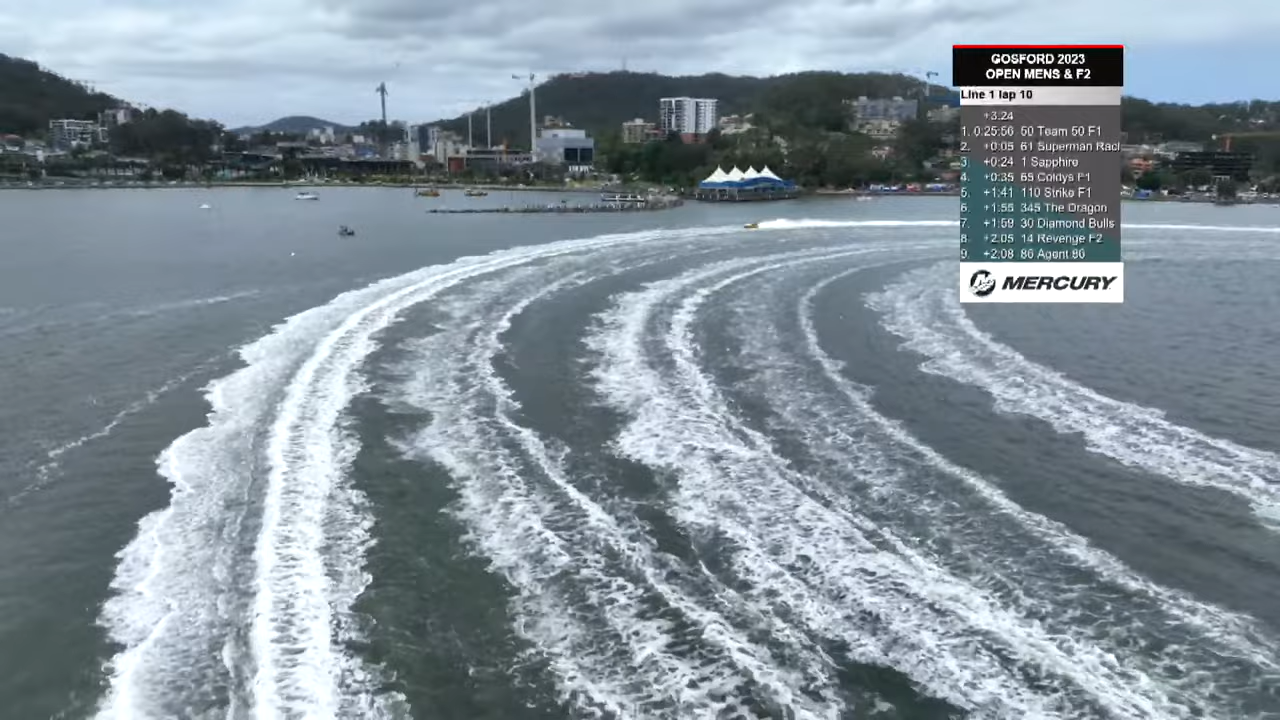 GOSFORD 2023
OPEN MENS & F2
Line 1 lap 10
+3:24
1. 0:25:56 50 Team 50 F1
2. +0:05 61 Superman Raci
3. +0:24 1 Sapphire
4. +0:35 65 Coldys F1
5. +1:41 110 Strike F1
6. +1:55 345 The Dragon
7. +1:59 30 Diamond Bulls
8. +2:05 14 Revenge F2
9. +2:08 86 Agent 86
MERCURY